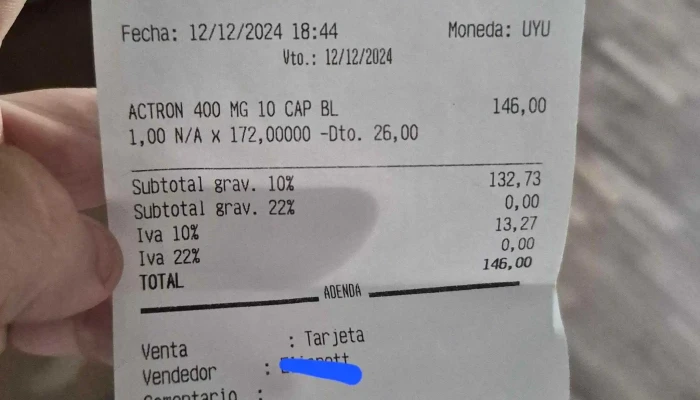 Fecha: 12/12/2024 18:44 Moneda: UYU
Vto.: 12/12/2024
ACTRON 400 MG 10 CAP BL 146,00
1,00 N/A x 172,00000 -Dto. 26,00
Subtotal grav. 10% 132,73
Subtotal grav. 22% 0,00
Iva 10% 13,27
Iva 22% 0,00
TOTAL 146,00
ADENDA
Venta : Tarjeta
Vendedor :
Comentario :